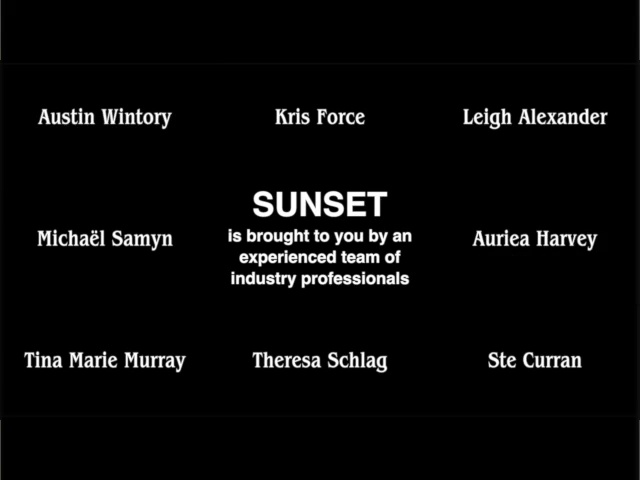 Austin Wintory
Kris Force
Leigh Alexander
SUNSET
is brought to you by an
experienced team of
industry professionals
Michaël Samyn
Auriea Harvey
Tina Marie Murray
Theresa Schlag
Ste Curran